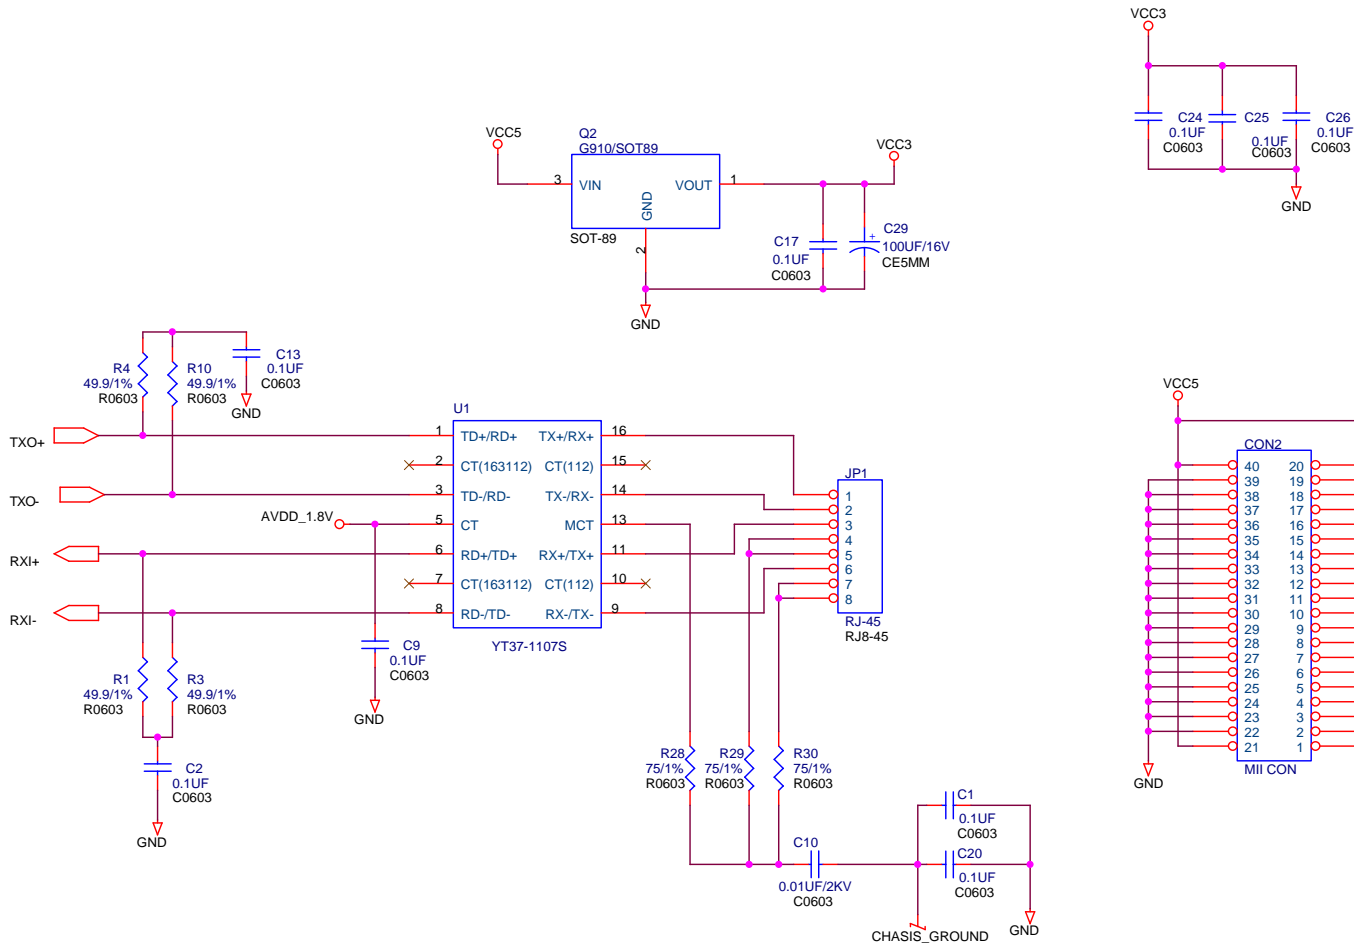 VCC3
C24
0.1UF
C0603
C25
0.1UF
C0603
C26
0.1UF
C0603
GND
VCC5
Q2
G910/SOT89
3
VIN
VOUT
1
GND
2
SOT-89
VCC3
C17
0.1UF
C0603
+
C29
100UF/16V
CE5MM
GND
R4
49.9/1%
R0603
R10
49.9/1%
R0603
C13
0.1UF
C0603
GND
TXO+
TXO-
RXI+
RXI-
AVDD_1.8V
U1
1 TD+/RD+ TX+/RX+ 16
2 CT(163112) CT(112) 15
3 TD-/RD- TX-/RX- 14
5 CT MCT 13
6 RD+/TD+ RX+/TX+ 11
7 CT(163112) CT(112) 10
8 RD-/TD- RX-/TX- 9
YT37-1107S
JP1
1
2
3
4
5
6
7
8
RJ-45
RJ8-45
R1
49.9/1%
R0603
R3
49.9/1%
R0603
C2
0.1UF
C0603
GND
C9
0.1UF
C0603
GND
R28
75/1%
R0603
R29
75/1%
R0603
R30
75/1%
R0603
C10
0.01UF/2KV
C0603
C1
0.1UF
C0603
C20
0.1UF
C0603
CHASIS_GROUND
GND
VCC5
CON2
40 20
39 19
38 18
37 17
36 16
35 15
34 14
33 13
32 12
31 11
30 10
29 9
28 8
27 7
26 6
25 5
24 4
23 3
22 2
21 1
MII CON
GND